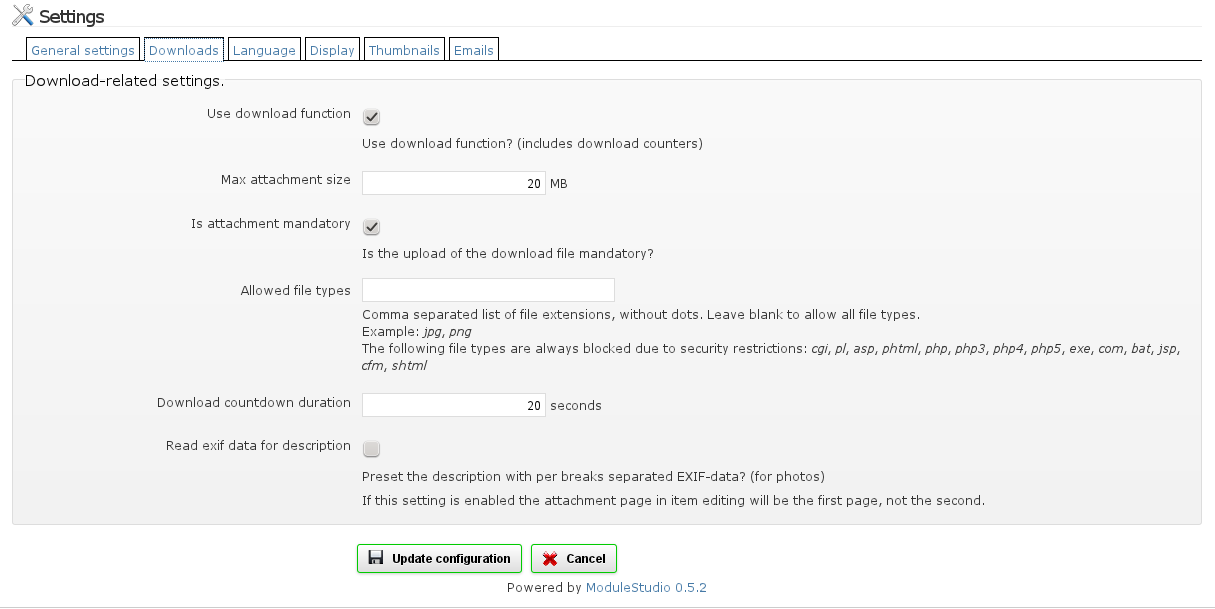 Settings
General settings Downloads Language Display Thumbnails Emails
Download-related settings.
Use download function
Use download function? (includes download counters)
Max attachment size 20 MB
Is attachment mandatory
Is the upload of the download file mandatory?
Allowed file types
Comma separated list of file extensions, without dots. Leave blank to allow all file types.
Example: jpg, png
The following file types are always blocked due to security restrictions: cgi, pl, asp, phtml, php, php3, php4, php5, exe, com, bat, jsp,
cfm, shtml
Download countdown duration 20 seconds
Read exif data for description
Preset the description with per breaks separated EXIF-data? (for photos)
If this setting is enabled the attachment page in item editing will be the first page, not the second.
Update configuration Cancel
Powered by ModuleStudio 0.5.2